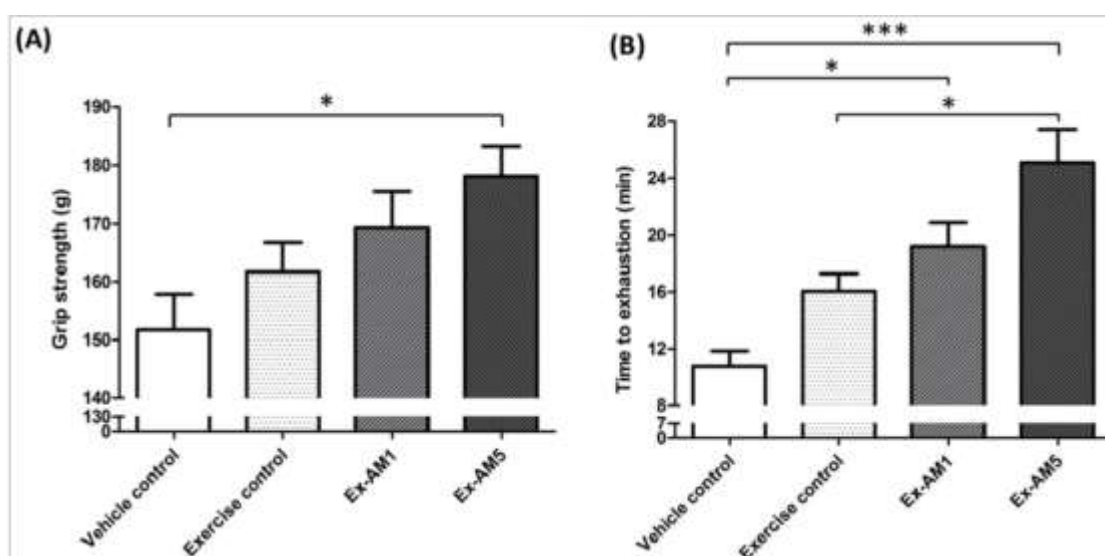 (A)
*
Grip strength (g)
190
180
170
160
150
140
130
0
Vehicle control
Exercise control
Ex-AM1
Ex-AM5
(B)
***
*
*
Time to exhaustion (min)
28
24
20
16
12
8
7
0
Vehicle control
Exercise control
Ex-AM1
Ex-AM5